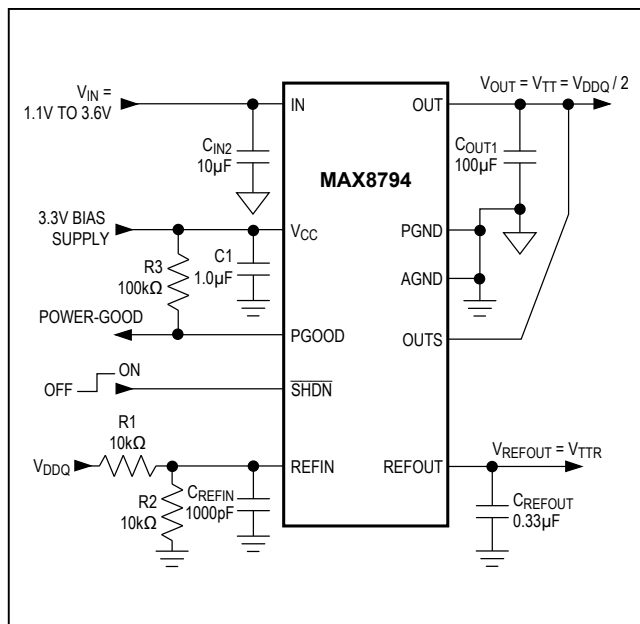 V_IN =
1.1V TO 3.6V
C_IN2
10µF
IN
OUT
V_OUT = V_TT = V_DDQ / 2
C_OUT1
100µF
MAX8794
3.3V BIAS
SUPPLY
R3
100kΩ
C1
1.0µF
V_CC
PGND
AGND
POWER-GOOD
PGOOD
OUTS
OFF
ON
SHDN
R1
10kΩ
V_DDQ
R2
10kΩ
C_REFIN
1000pF
REFIN
REFOUT
V_REFOUT = V_TTR
C_REFOUT
0.33µF